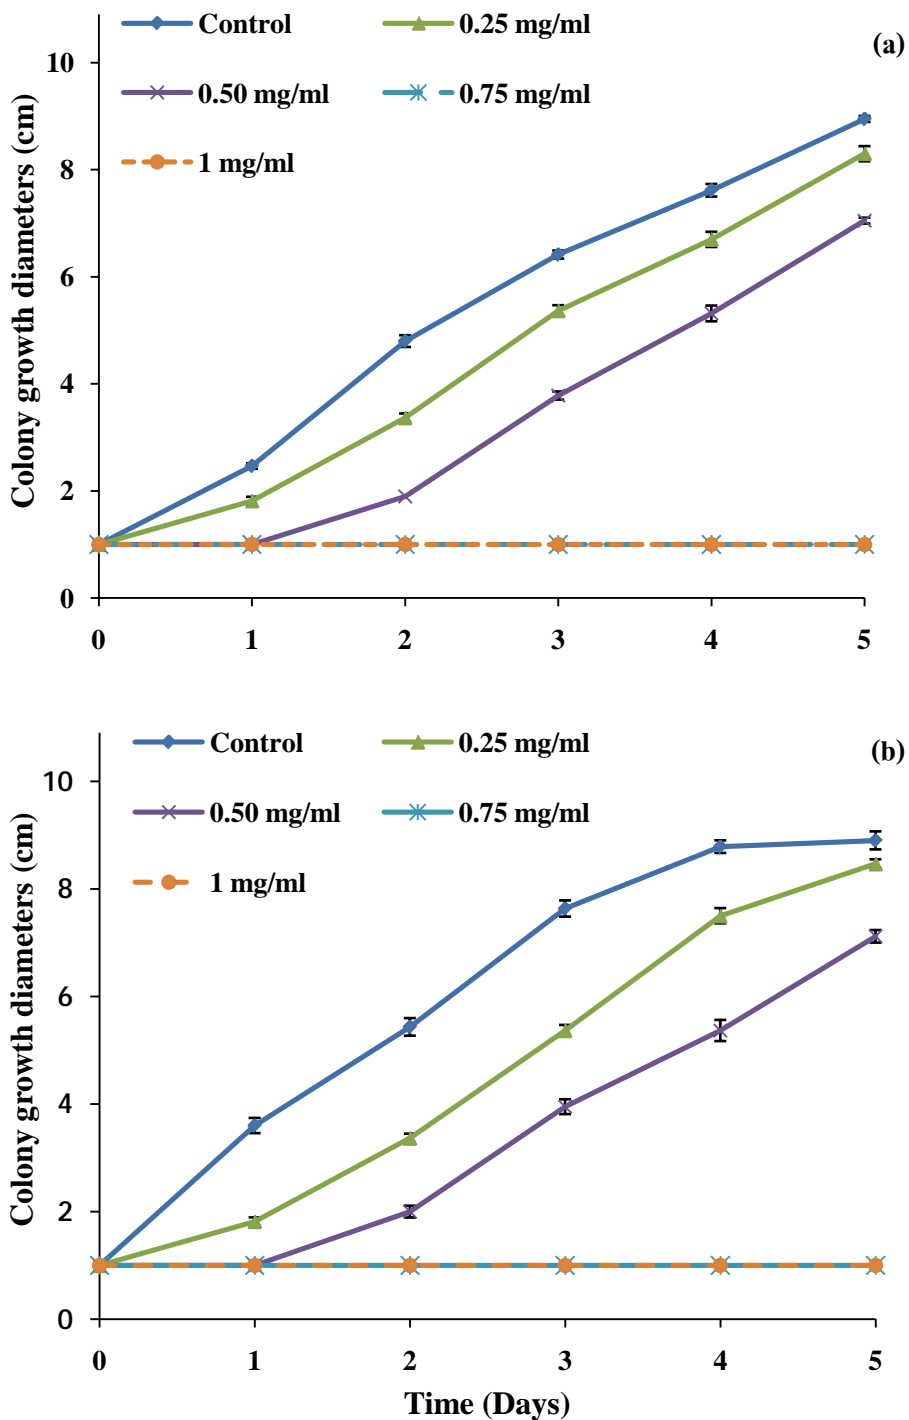 Control 0.25 mg/ml
(a)
10
0.50 mg/ml 0.75 mg/ml
8
1 mg/ml
6
4
2
0
Colony growth diameters (cm)
0 1 2 3 4 5
Control 0.25 mg/ml
(b)
10
0.50 mg/ml 0.75 mg/ml
8
1 mg/ml
6
4
2
0
Colony growth diameters (cm)
0 1 2 3 4 5
Time (Days)